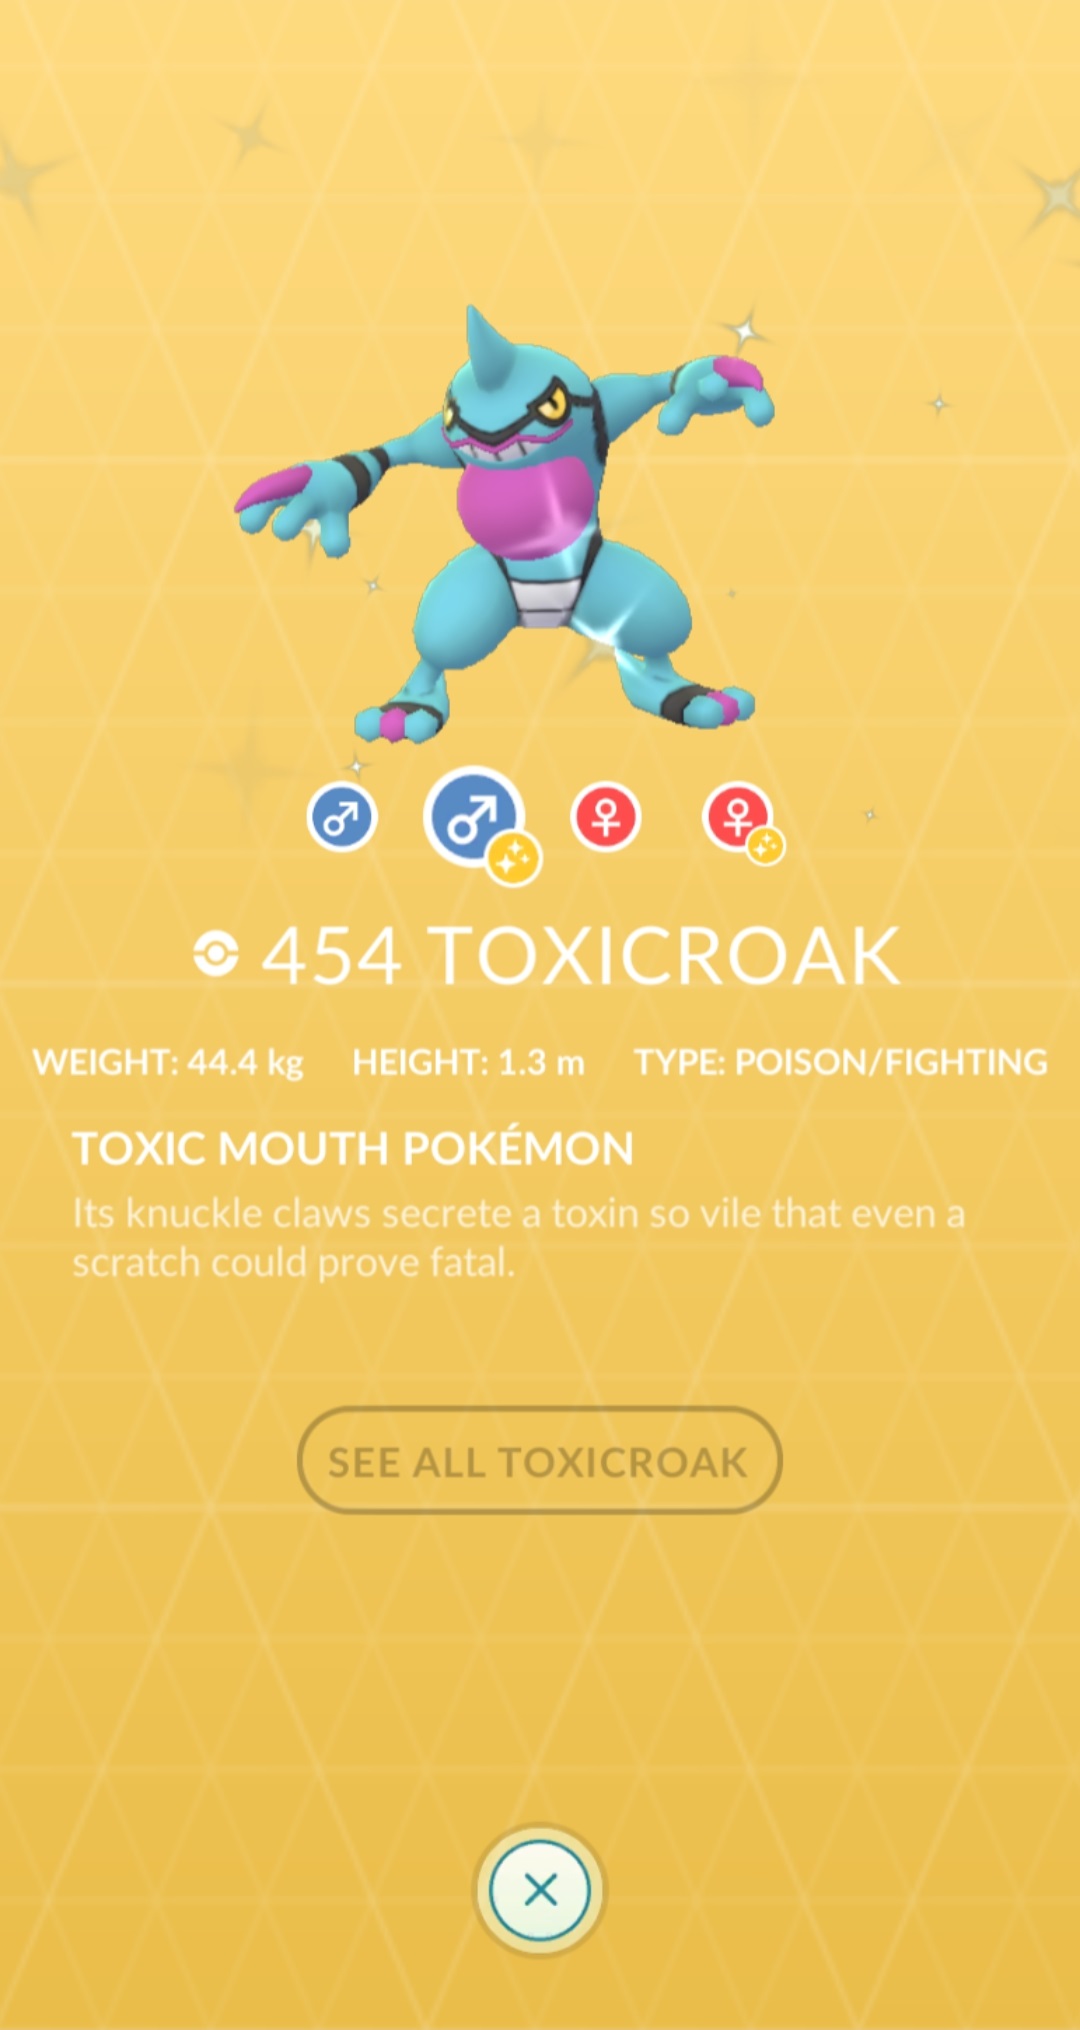 454 TOXICROAK
WEIGHT: 44.4 kg HEIGHT: 1.3 m TYPE: POISON/FIGHTING
TOXIC MOUTH POKÉMON
Its knuckle claws secrete a toxin so vile that even a
scratch could prove fatal.
SEE ALL TOXICROAK